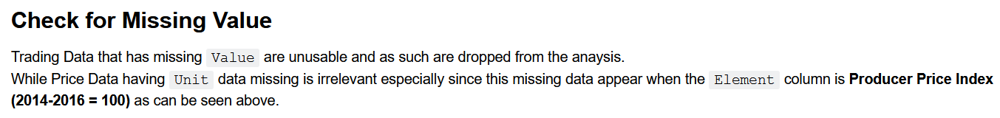 Check for Missing Value
Trading Data that has missing Value are unusable and as such are dropped from the anaysis.
While Price Data having Unit data missing is irrelevant especially since this missing data appear when the Element column is Producer Price Index
(2014-2016 = 100) as can be seen above.